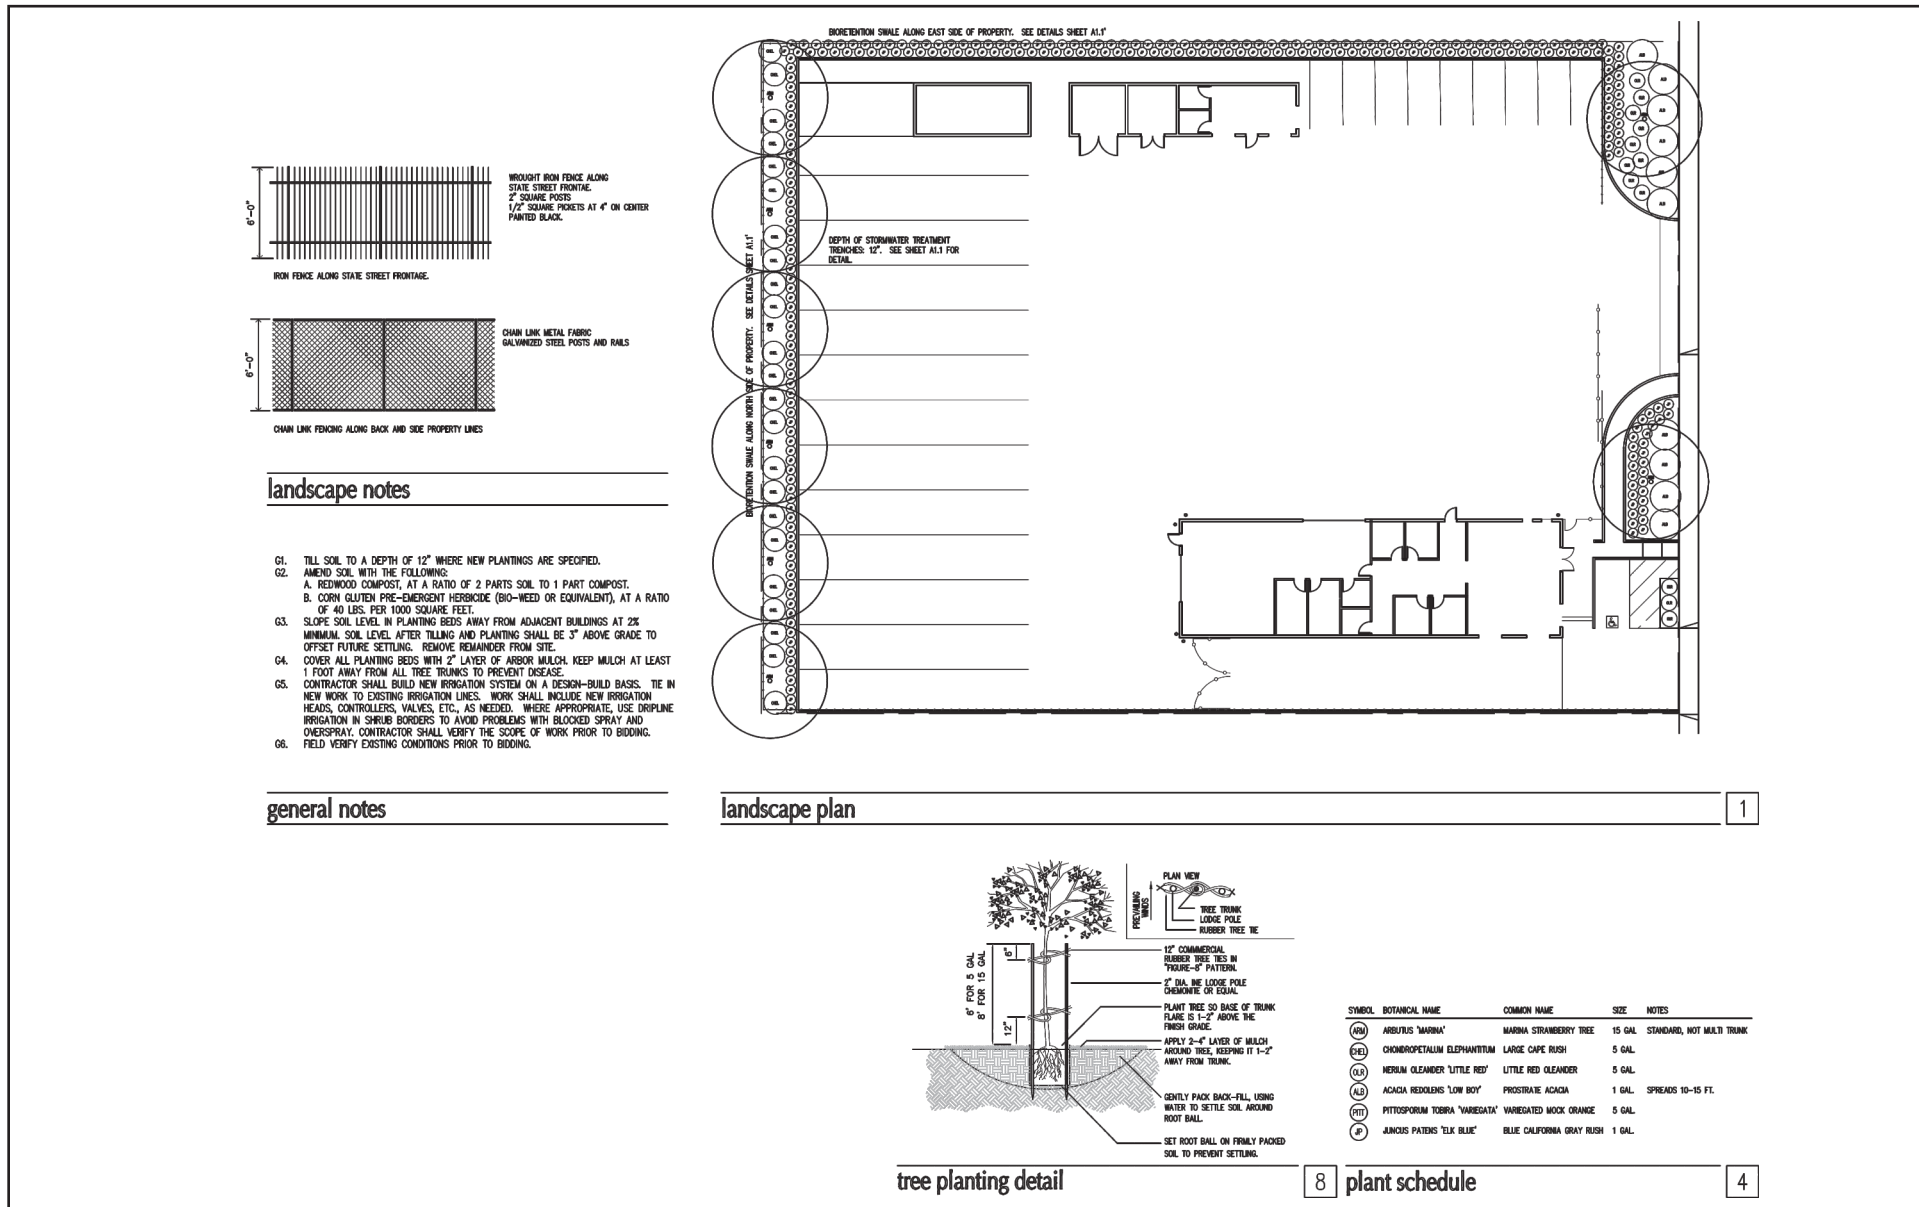 BIORETENTION SWALE ALONG EAST SIDE OF PROPERTY. SEE DETAILS SHEET A1.1'
WROUGHT IRON FENCE ALONG
STATE STREET FRONTAE.
2" SQUARE POSTS
1/2" SQUARE PICKETS AT 4" ON CENTER
PAINTED BLACK.
6'-0"
IRON FENCE ALONG STATE STREET FRONTAGE.
CHAIN LINK METAL FABRIC
GALVANIZED STEEL POSTS AND RAILS
6'-0"
CHAIN LINK FENCING ALONG BACK AND SIDE PROPERTY LINES
landscape notes
G1. TILL SOIL TO A DEPTH OF 12" WHERE NEW PLANTINGS ARE SPECIFIED.
G2. AMEND SOIL WITH THE FOLLOWING:
A. REDWOOD COMPOST, AT A RATIO OF 2 PARTS SOIL TO 1 PART COMPOST.
B. CORN GLUTEN PRE-EMERGENT HERBICIDE (BIO-WEED OR EQUIVALENT), AT A RATIO
OF 40 LBS. PER 1000 SQUARE FEET.
G3. SLOPE SOIL LEVEL IN PLANTING BEDS AWAY FROM ADJACENT BUILDINGS AT 2%
MINIMUM. SOIL LEVEL AFTER TILLING AND PLANTING SHALL BE 3" ABOVE GRADE TO
OFFSET FUTURE SETTLING. REMOVE REMAINDER FROM SITE.
G4. COVER ALL PLANTING BEDS WITH 2" LAYER OF ARBOR MULCH. KEEP MULCH AT LEAST
1 FOOT AWAY FROM ALL TREE TRUNKS TO PREVENT DISEASE.
G5. CONTRACTOR SHALL BUILD NEW IRRIGATION SYSTEM ON A DESIGN-BUILD BASIS. TIE IN
NEW WORK TO EXISTING IRRIGATION LINES. WORK SHALL INCLUDE NEW IRRIGATION
HEADS, CONTROLLERS, VALVES, ETC., AS NEEDED. WHERE APPROPRIATE, USE DRIPLINE
IRRIGATION IN SHRUB BORDERS TO AVOID PROBLEMS WITH BLOCKED SPRAY AND
OVERSPRAY. CONTRACTOR SHALL VERIFY THE SCOPE OF WORK PRIOR TO BIDDING.
G6. FIELD VERIFY EXISTING CONDITIONS PRIOR TO BIDDING.
general notes
BIORETENTION SWALE ALONG NORTH SIDE OF PROPERTY. SEE DETAILS SHEET A1.1'
DEPTH OF STORMWATER TREATMENT
TRENCHES: 12". SEE SHEET A1.1 FOR
DETAIL.
landscape plan
1
PREVAILING
WINDS
PLAN VIEW
TREE TRUNK
LODGE POLE
RUBBER TREE TIE
6' FOR 5 GAL
8' FOR 15 GAL
6"
12"
12" COMMMERCIAL
RUBBER TREE TIES IN
"FIGURE-8" PATTERN.
2" DIA. INE LODGE POLE
CHEMONITE OR EQUAL
PLANT TREE SO BASE OF TRUNK
FLARE IS 1-2" ABOVE THE
FINISH GRADE.
APPLY 2-4" LAYER OF MULCH
AROUND TREE, KEEPING IT 1-2"
AWAY FROM TRUNK.
GENTLY PACK BACK-FILL, USING
WATER TO SETTLE SOIL AROUND
ROOT BALL.
SET ROOT BALL ON FIRMLY PACKED
SOIL TO PREVENT SETTLING.
tree planting detail
8
SYMBOL BOTANICAL NAME COMMON NAME SIZE NOTES
ARM ARBUTUS 'MARINA' MARINA STRAWBERRY TREE 15 GAL STANDARD, NOT MULTI TRUNK
CHEL CHONDROPETALUM ELEPHANTITUM LARGE CAPE RUSH 5 GAL.
OLR NERIUM OLEANDER 'LITTLE RED' LITTLE RED OLEANDER 5 GAL.
ALB ACACIA REDOLENS 'LOW BOY' PROSTRATE ACACIA 1 GAL. SPREADS 10-15 FT.
PITT PITTOSPORUM TOBIRA 'VARIEGATA' VARIEGATED MOCK ORANGE 5 GAL.
JP JUNCUS PATENS 'ELK BLUE' BLUE CALIFORNIA GRAY RUSH 1 GAL.
plant schedule
4